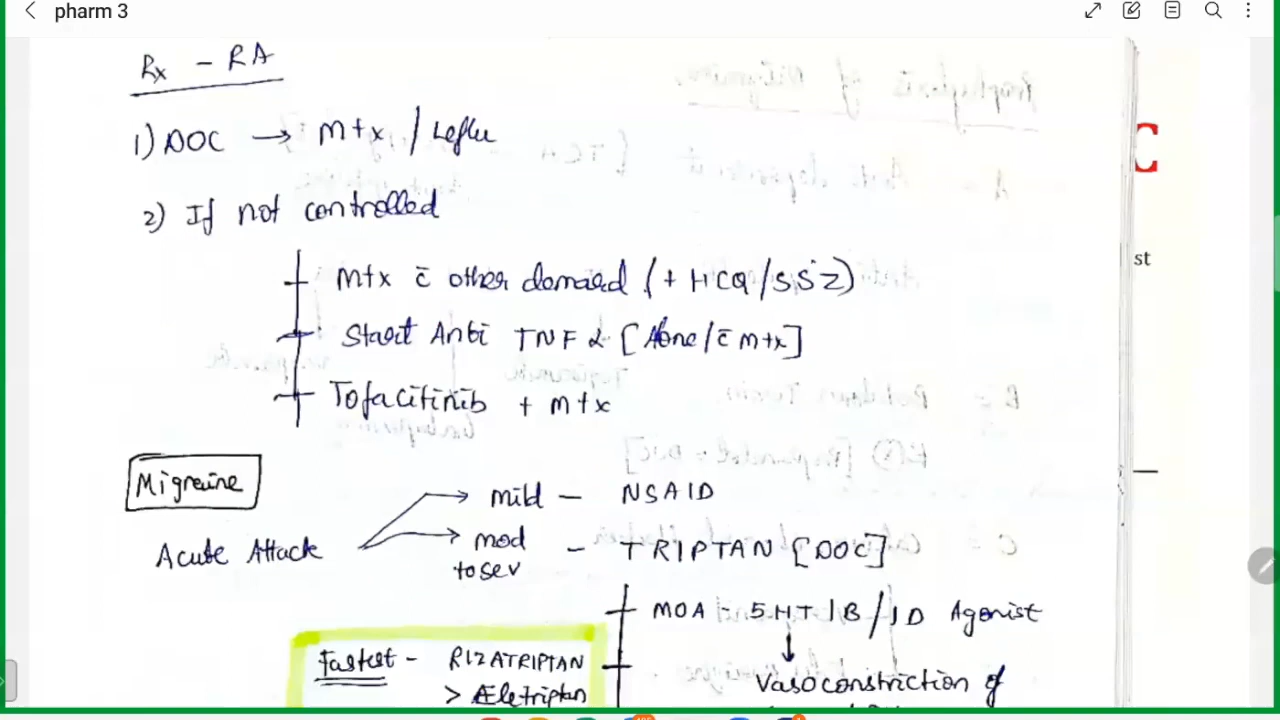 pharm 3
Rx - RA
1) DOC → Mtx / Leflu
2) If not controlled
Mtx c̄ other dmard (+ HCQ/SSZ)
Start Anti TNF α [Alone/c̄ mtx]
Tofacitinib + mtx
st
Migraine
Acute Attack
mild - NSAID
mod to sev - TRIPTAN [DOC]
MOA - 5HT 1B/1D Agonist
↓
Vasoconstriction of
Fastest - RIZATRIPTAN
> Eletriptan